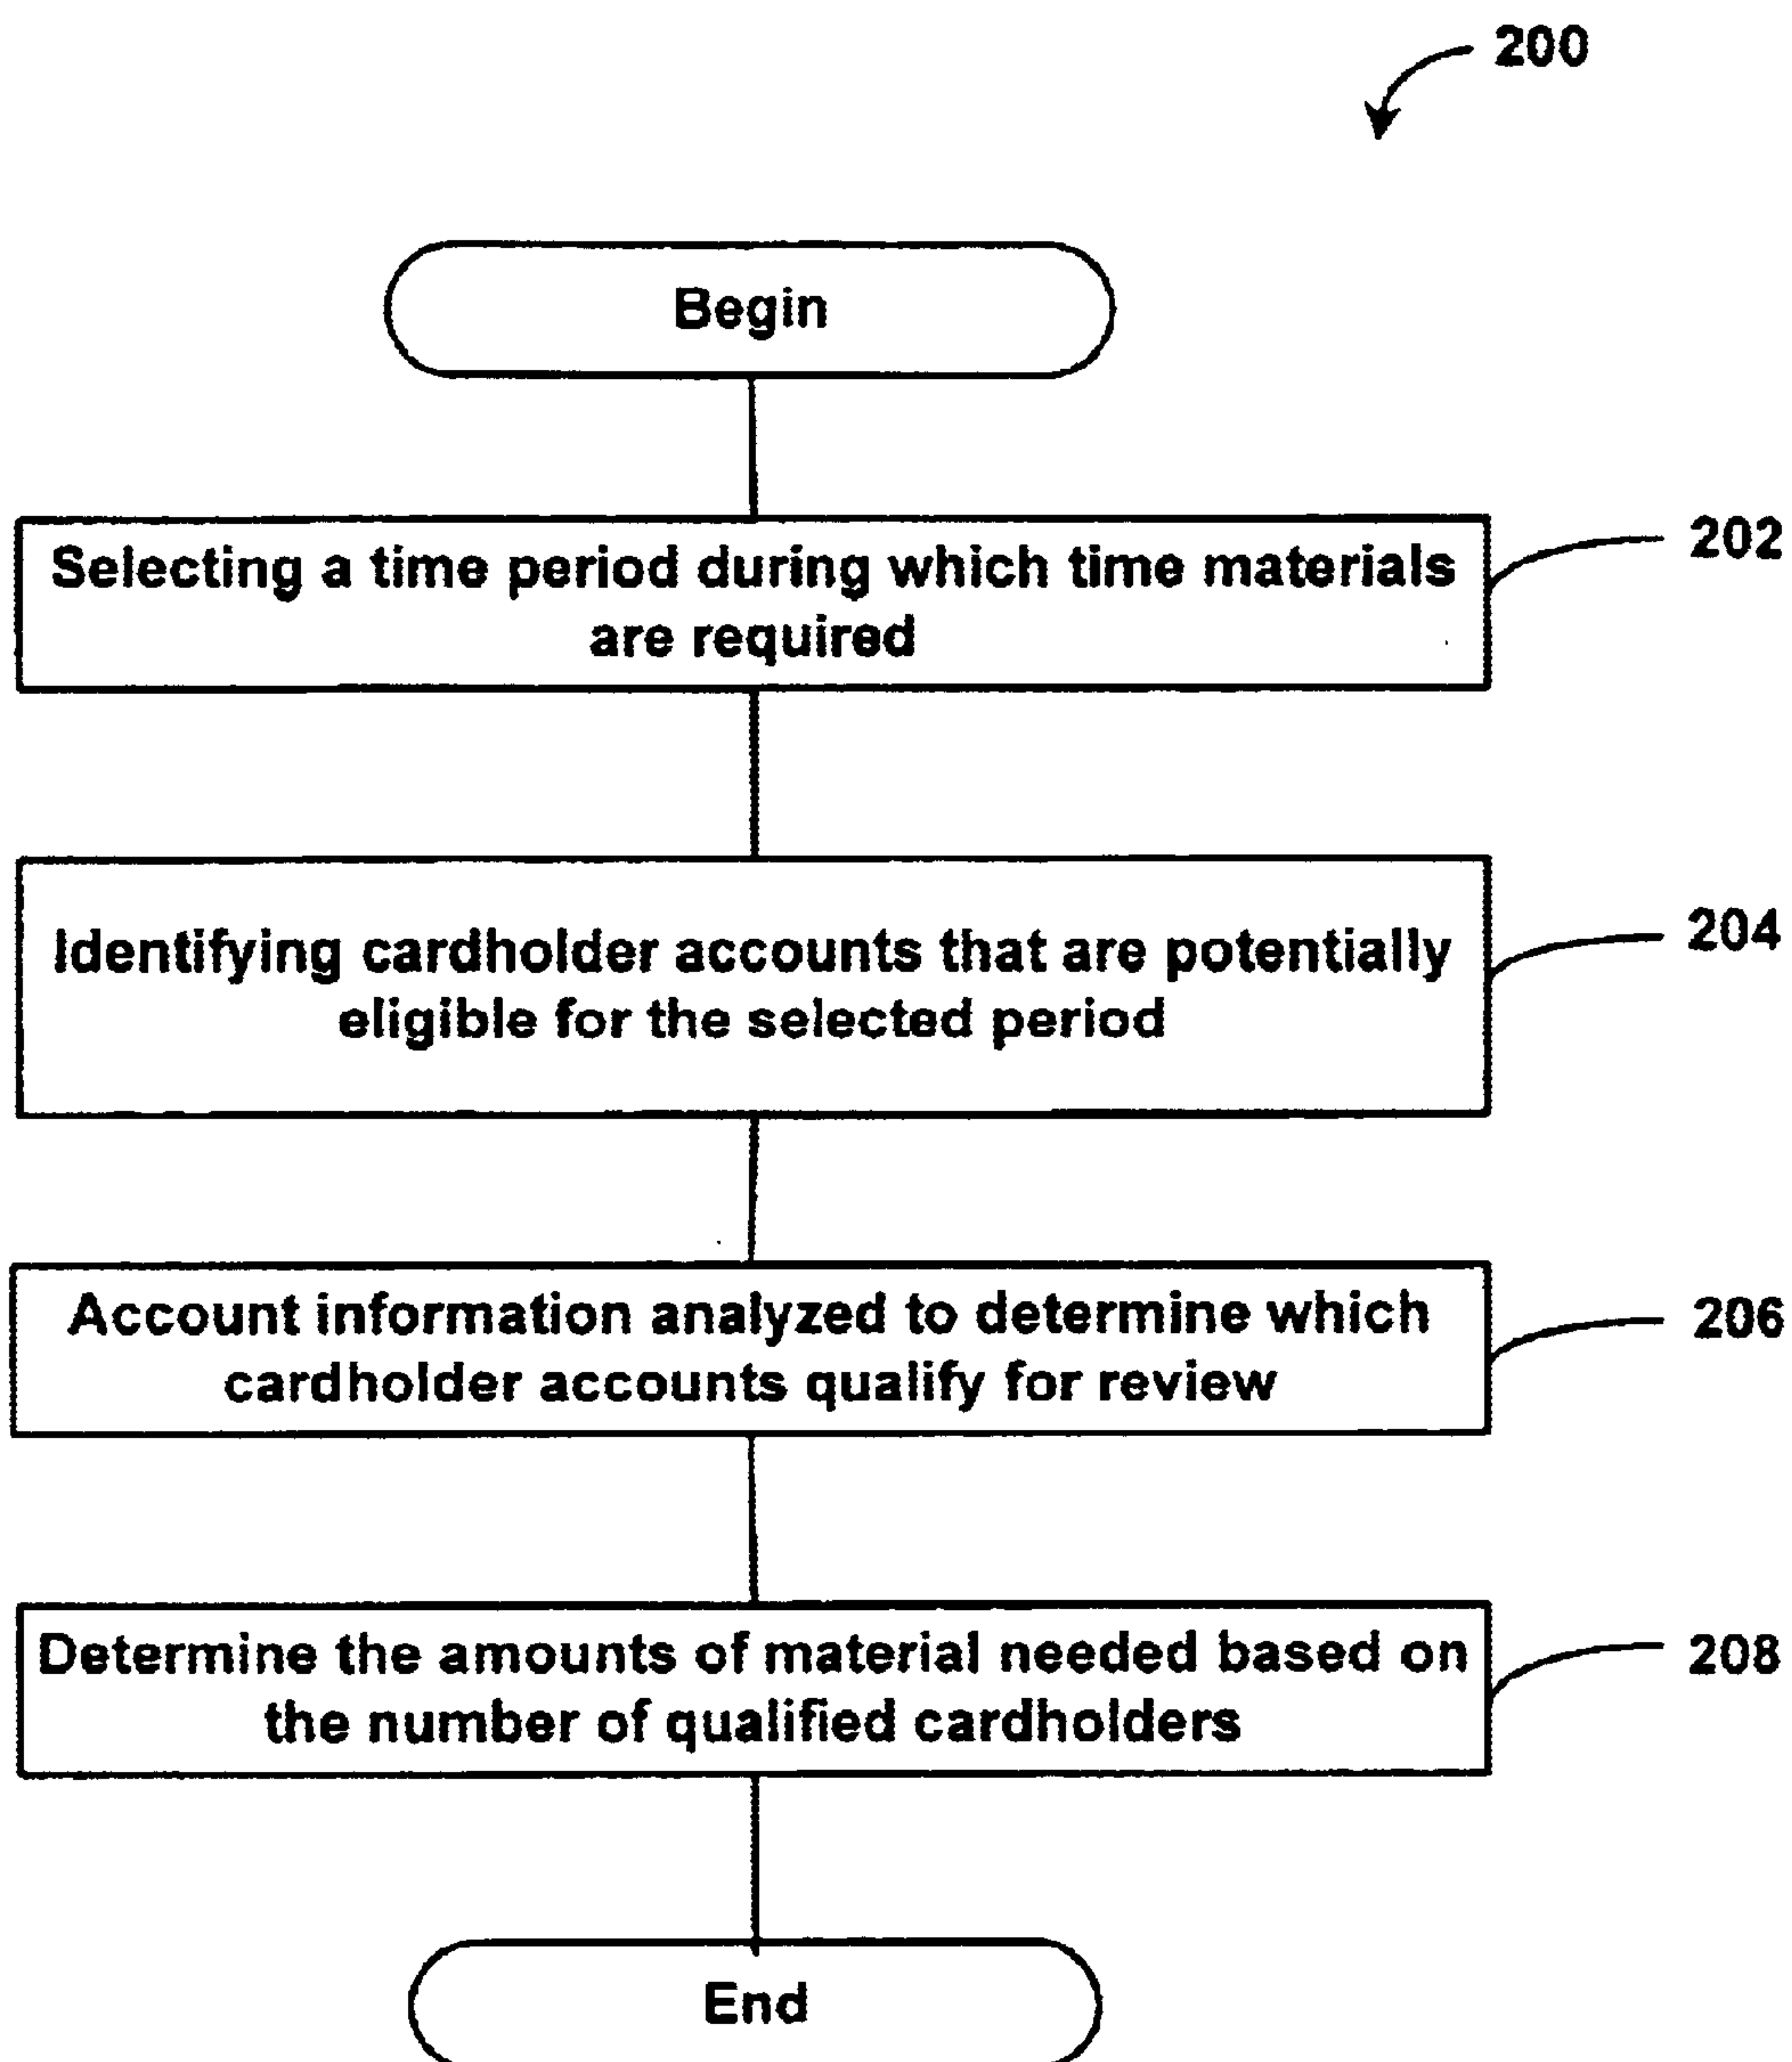 200
Begin
Selecting a time period during which time materials
are required
202
Identifying cardholder accounts that are potentially
eligible for the selected period
204
Account information analyzed to determine which
cardholder accounts qualify for review
206
Determine the amounts of material needed based on
the number of qualified cardholders
208
End